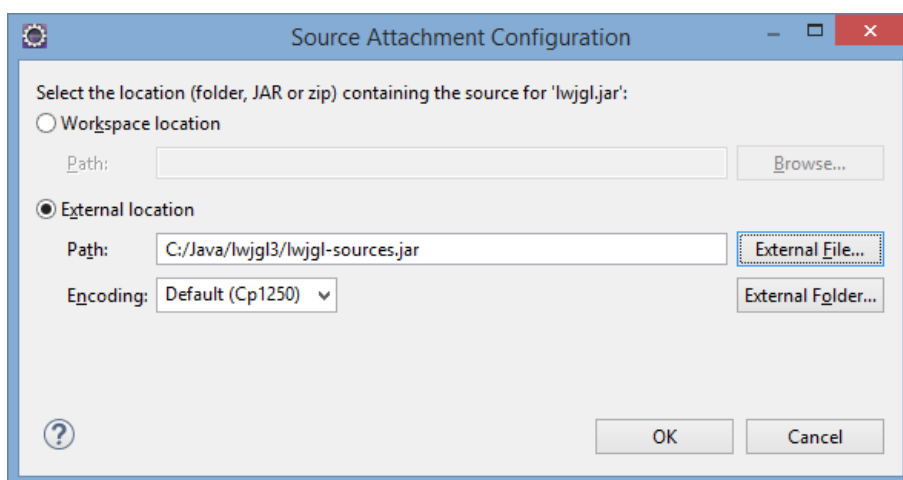 Source Attachment Configuration
Select the location (folder, JAR or zip) containing the source for 'lwjgl.jar':
Workspace location
Path:
Browse...
External location
Path: C:/Java/lwjgl3/lwjgl-sources.jar External File...
Encoding: Default (Cp1250) External Folder...
?
OK Cancel